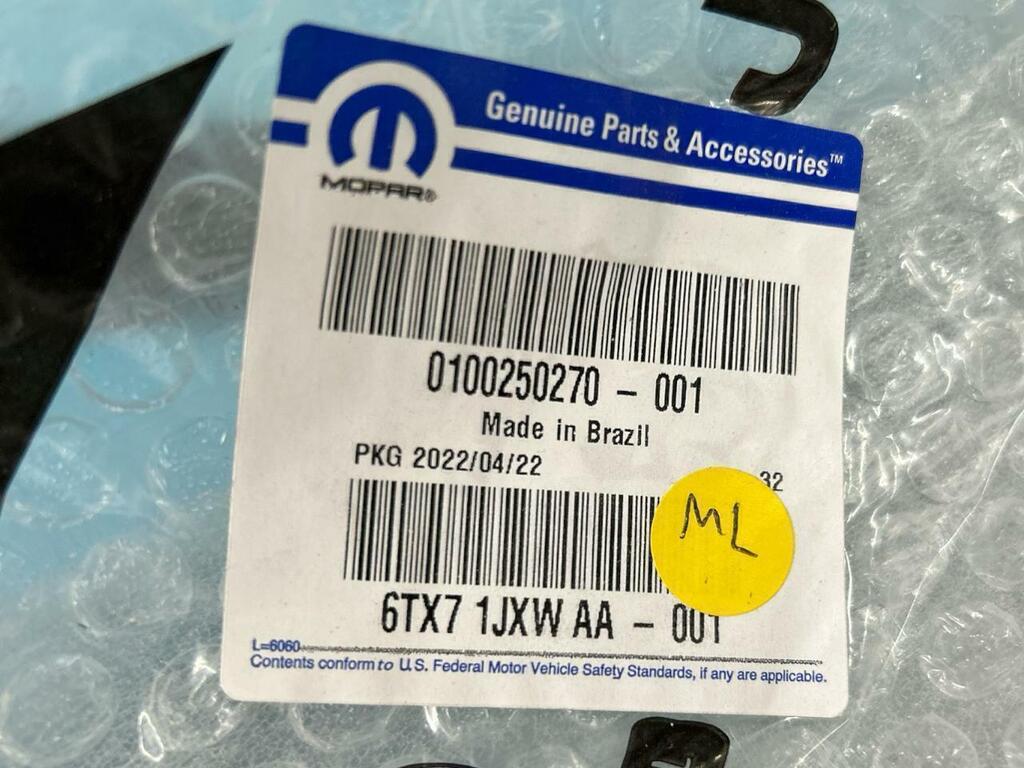 Genuine Parts & Accessories™
MOPAR®
0100250270 - 001
Made in Brazil
PKG 2022/04/22
32
ML
6TX7 1JXW AA - 001
L=6060
Contents conform to U.S. Federal Motor Vehicle Safety Standards, if any are applicable.